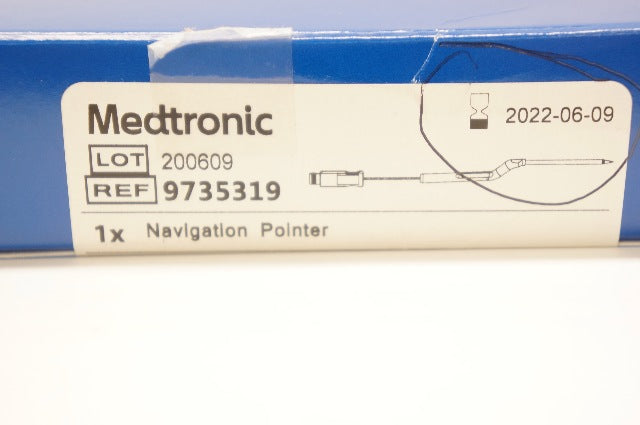 Medtronic
2022-06-09
LOT 200609
REF 9735319
1x Navigation Pointer